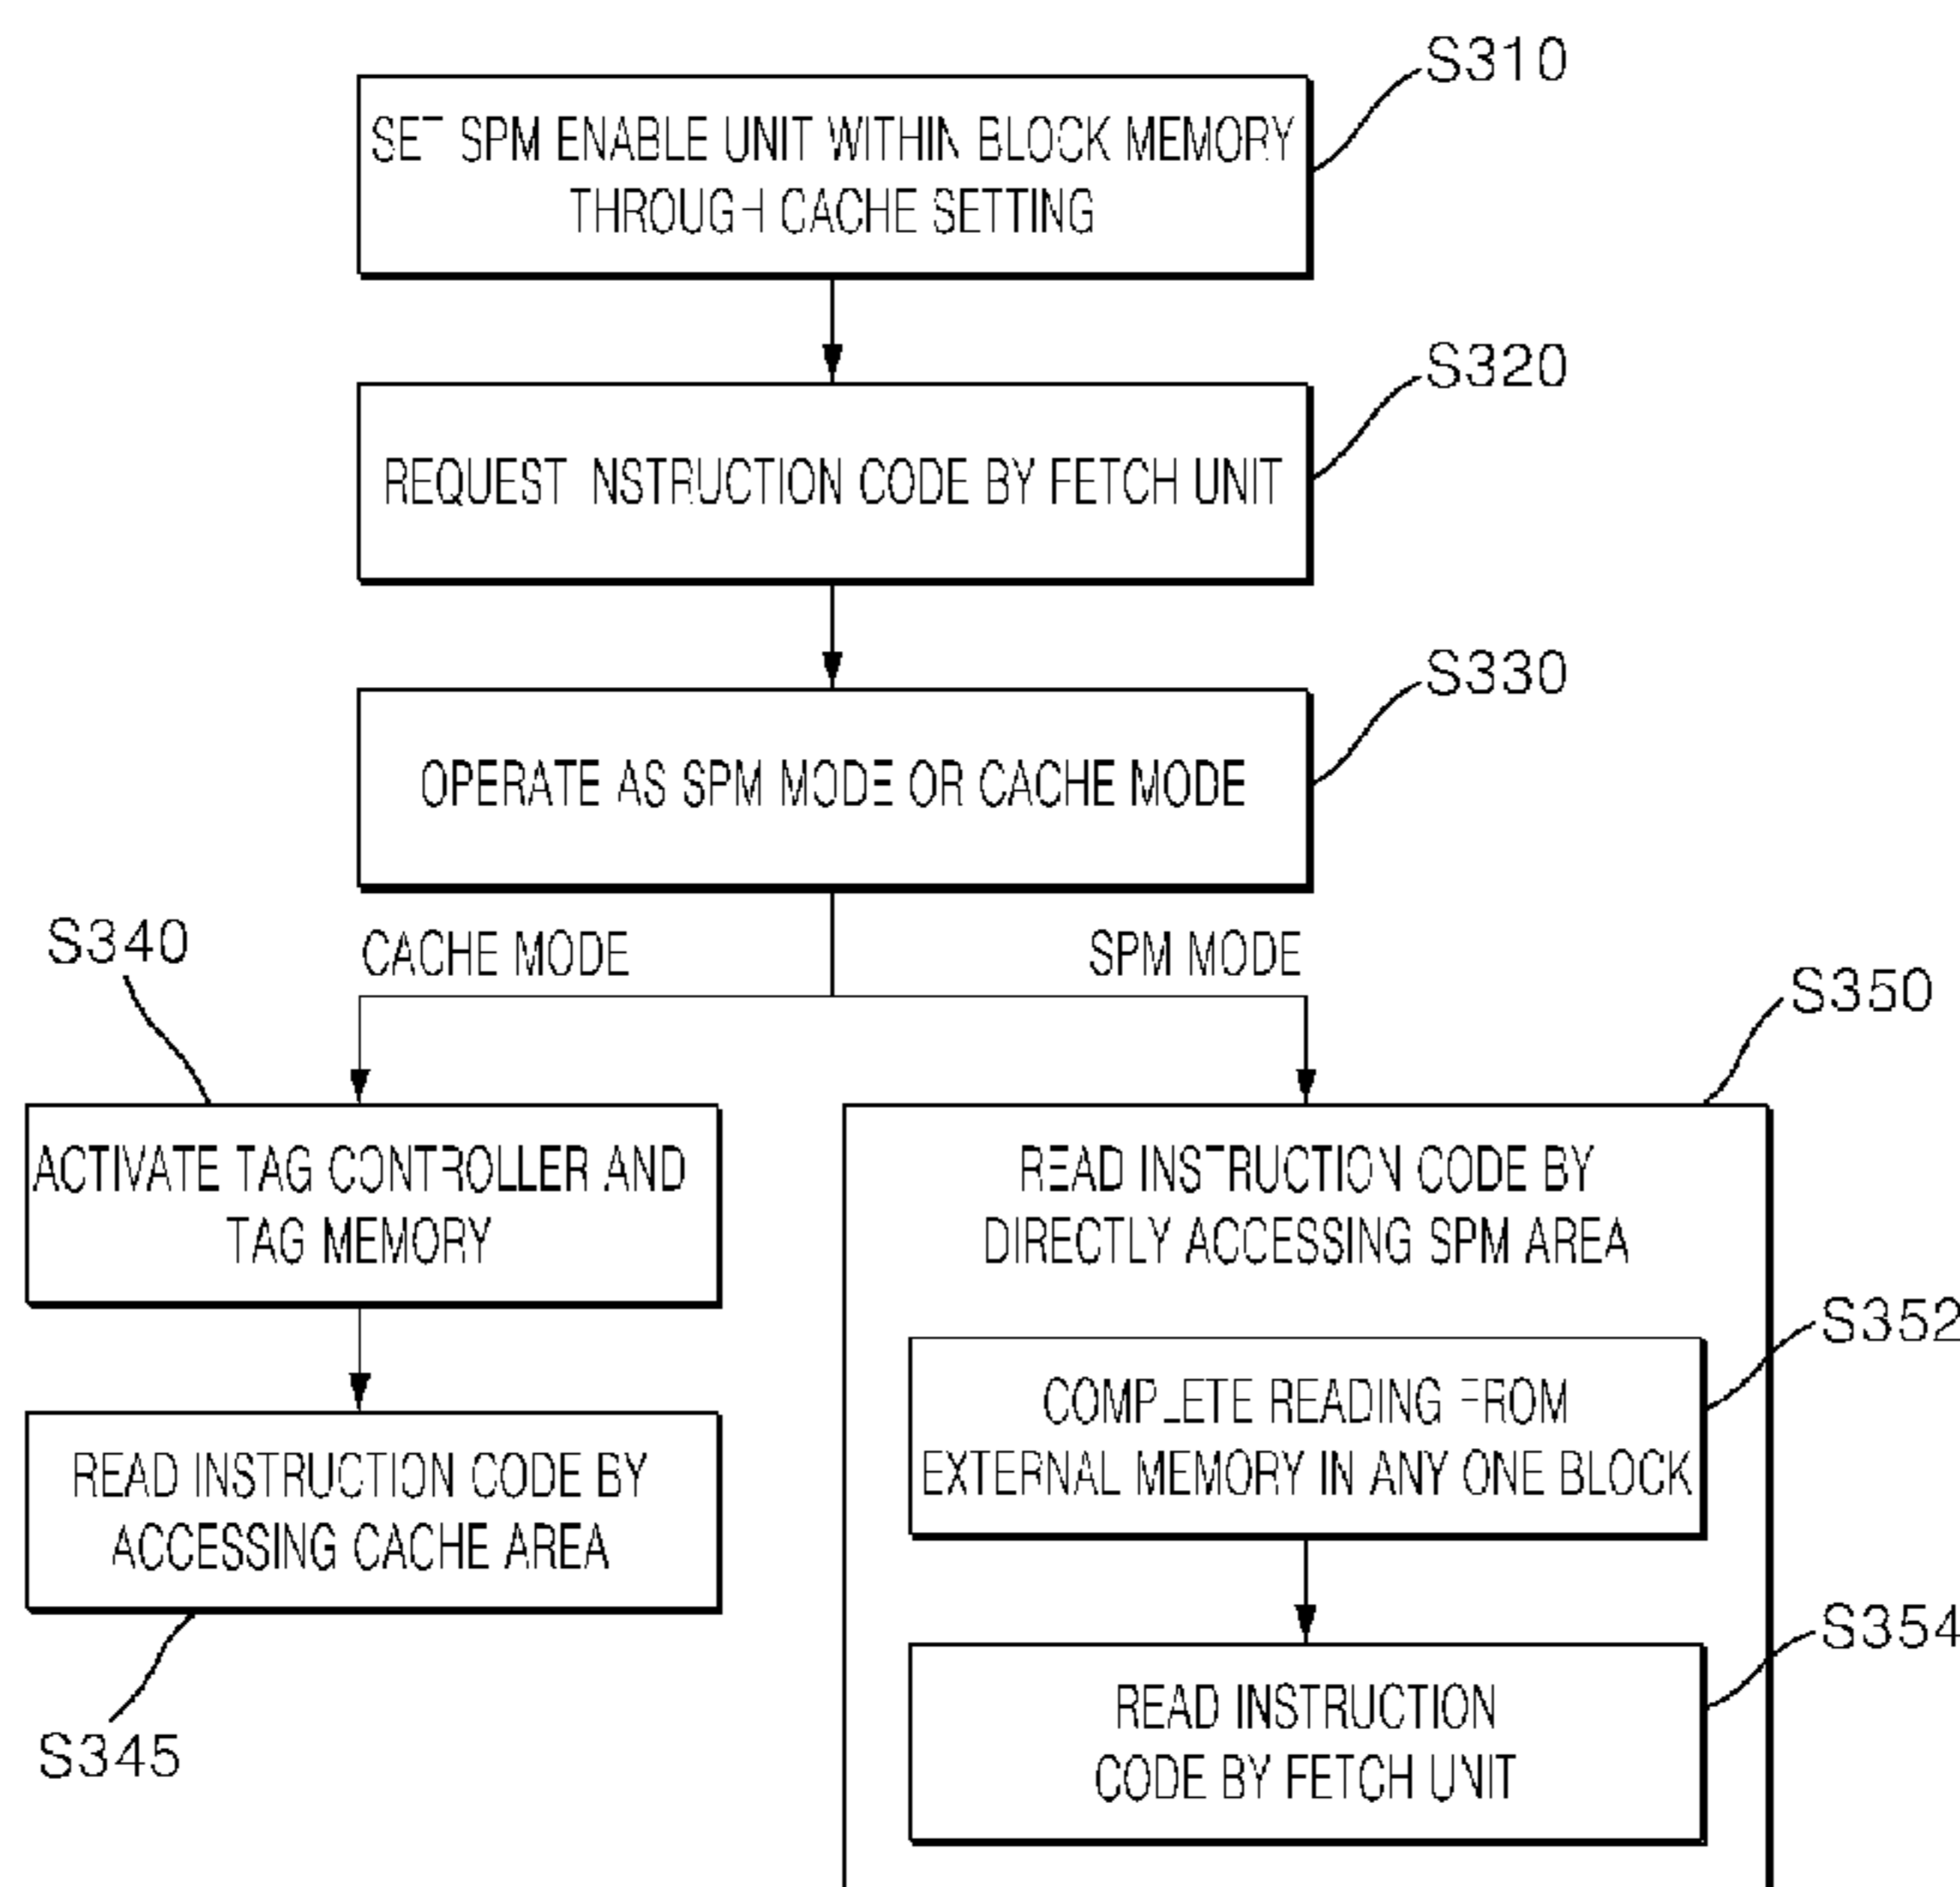 S310
SET SPM ENABLE UNIT WITHIN BLOCK MEMORY
THROUGH CACHE SETTING
S320
REQUEST INSTRUCTION CODE BY FETCH UNIT
S330
OPERATE AS SPM MODE OR CACHE MODE
S340
CACHE MODE
SPM MODE
S350
ACTIVATE TAG CONTROLLER AND
TAG MEMORY
READ INSTRUCTION CODE BY
DIRECTLY ACCESSING SPM AREA
S352
COMPLETE READING FROM
EXTERNAL MEMORY IN ANY ONE BLOCK
READ INSTRUCTION CODE BY
ACCESSING CACHE AREA
S345
S354
READ INSTRUCTION
CODE BY FETCH UNIT